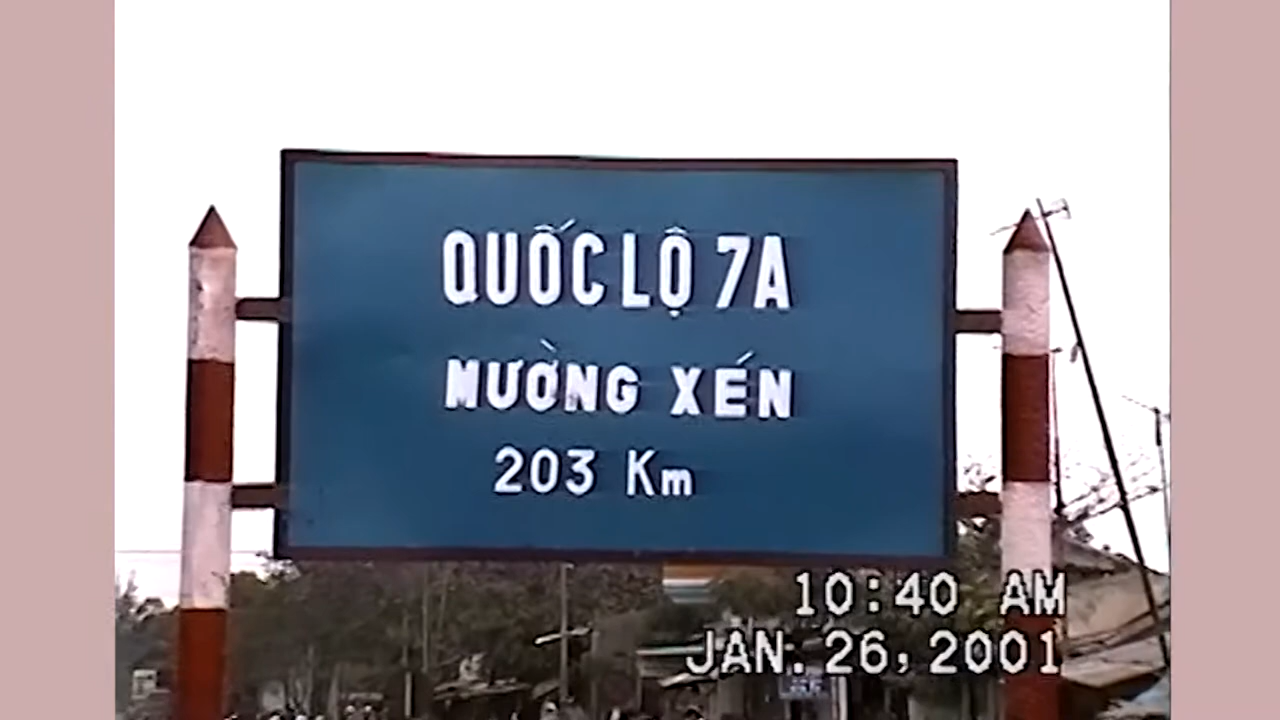 QUỐC LỘ 7A
MƯỜNG XÉN
203 Km
10:40 AM
JAN. 26, 2001